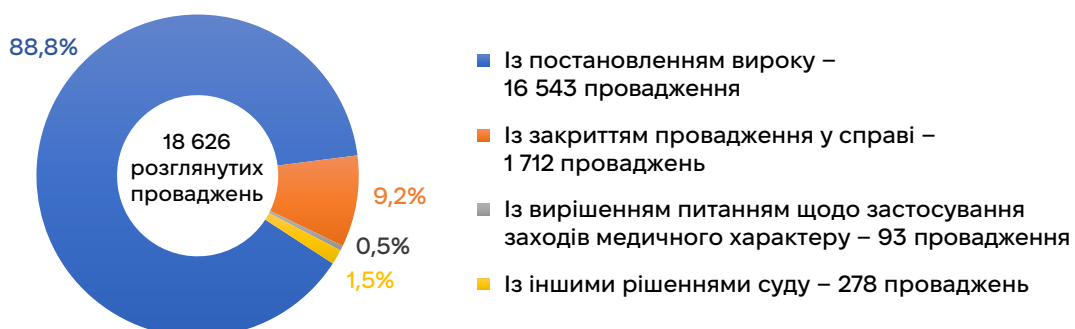 88,8%
18 626
розглянутих
проваджень
9,2%
0,5%
1,5%
Із постановленням вироку –
16 543 провадження
Із закриттям провадження у справі –
1 712 проваджень
Із вирішенням питанням щодо застосування
заходів медичного характеру – 93 провадження
Із іншими рішеннями суду – 278 проваджень